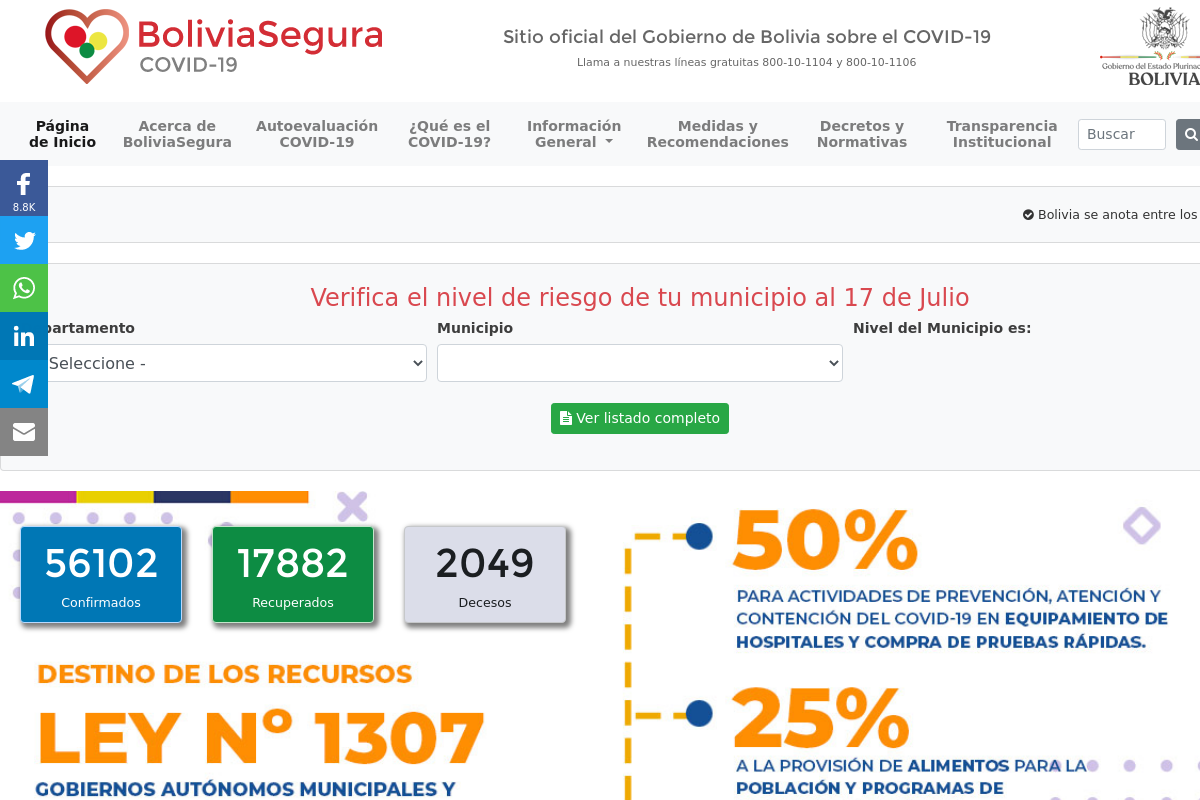 BoliviaSegura
COVID-19
Sitio oficial del Gobierno de Bolivia sobre el COVID-19
Llama a nuestras líneas gratuitas 800-10-1104 y 800-10-1106
Gobierno del Estado Plurinac
BOLIVIA
Página de Inicio
Acerca de BoliviaSegura
Autoevaluación COVID-19
¿Qué es el COVID-19?
Información General
Medidas y Recomendaciones
Decretos y Normativas
Transparencia Institucional
Buscar
8.8K
Bolivia se anota entre los
Verifica el nivel de riesgo de tu municipio al 17 de Julio
partamento
Municipio
Nivel del Municipio es:
Seleccione -
Ver listado completo
56102
Confirmados
17882
Recuperados
2049
Decesos
DESTINO DE LOS RECURSOS
LEY Nº 1307
GOBIERNOS AUTÓNOMOS MUNICIPALES Y
50%
PARA ACTIVIDADES DE PREVENCIÓN, ATENCIÓN Y
CONTENCIÓN DEL COVID-19 EN EQUIPAMIENTO DE
HOSPITALES Y COMPRA DE PRUEBAS RÁPIDAS.
25%
A LA PROVISIÓN DE ALIMENTOS PARA LA
POBLACIÓN Y PROGRAMAS DE